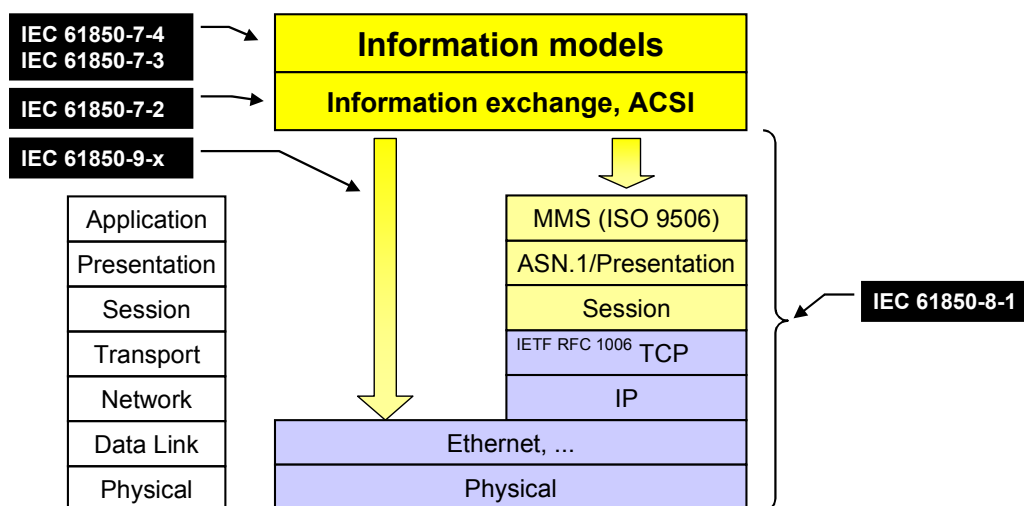 IEC 61850-7-4
IEC 61850-7-3
Information models
IEC 61850-7-2
Information exchange, ACSI
IEC 61850-9-x
Application
MMS (ISO 9506)
Presentation
ASN.1/Presentation
Session
Session
IEC 61850-8-1
Transport
IETF RFC 1006 TCP
Network
IP
Data Link
Ethernet, ...
Physical
Physical